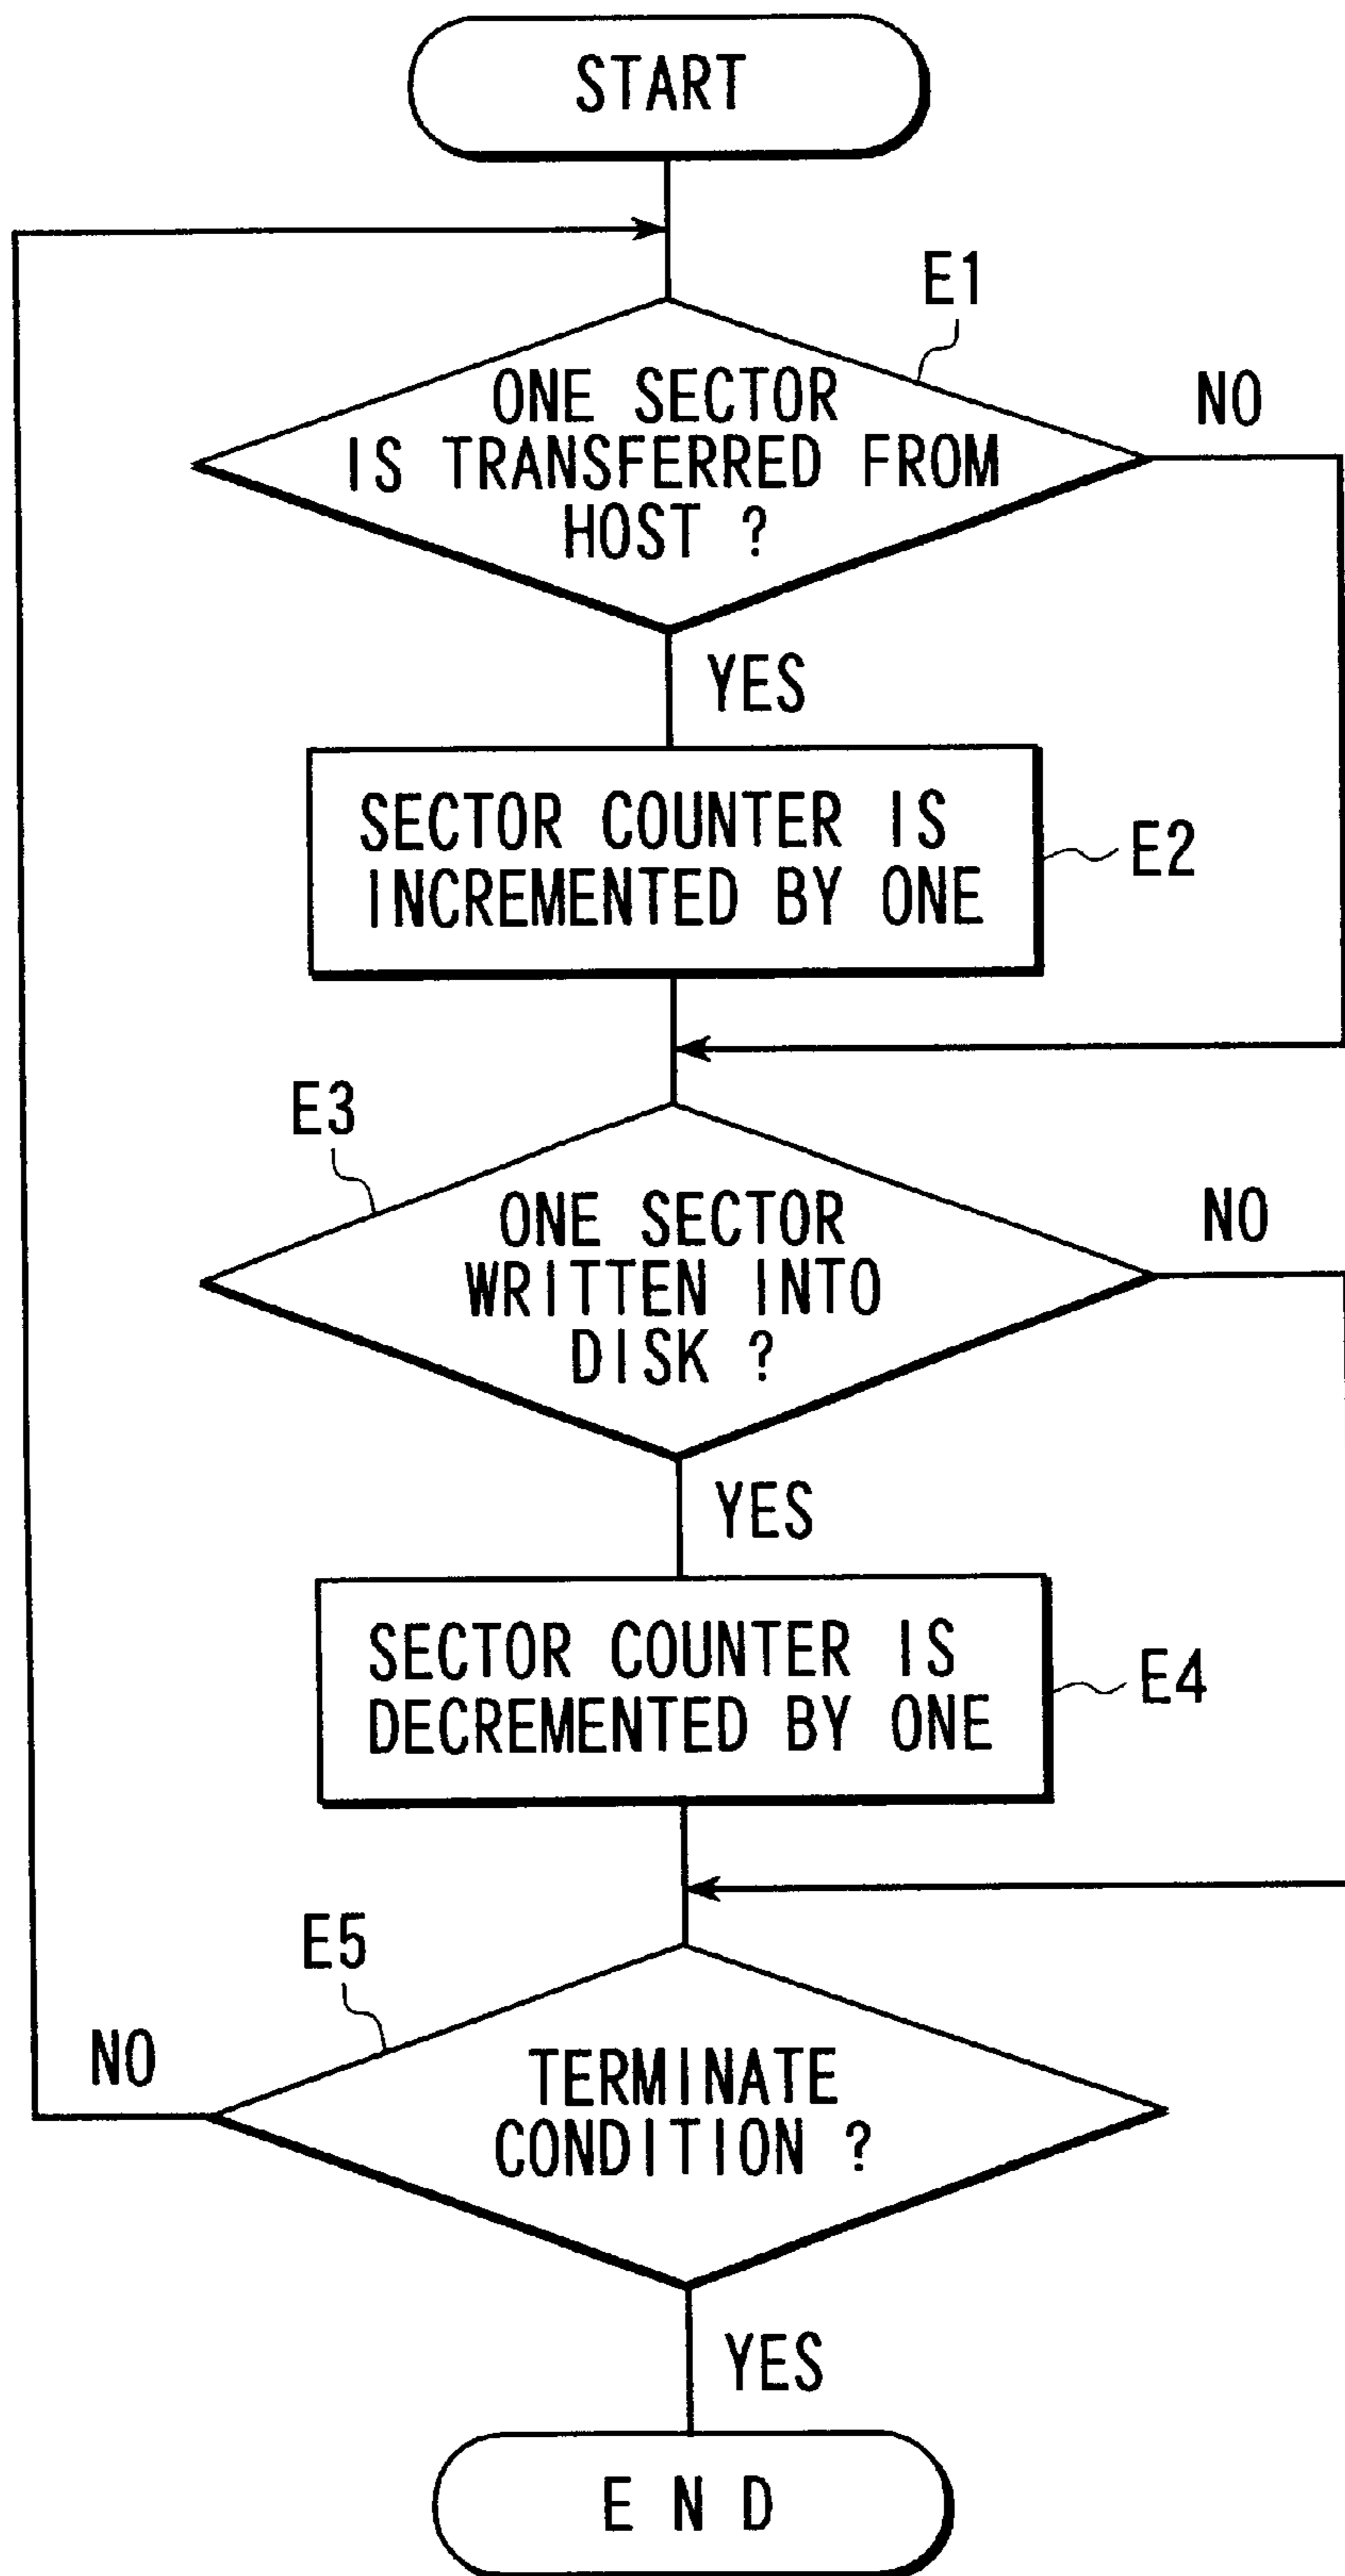 START
E1
ONE SECTOR
IS TRANSFERRED FROM
HOST ?
NO
YES
SECTOR COUNTER IS
INCREMENTED BY ONE
E2
E3
ONE SECTOR
WRITTEN INTO
DISK ?
NO
YES
SECTOR COUNTER IS
DECREMENTED BY ONE
E4
E5
NO
TERMINATE
CONDITION ?
YES
END